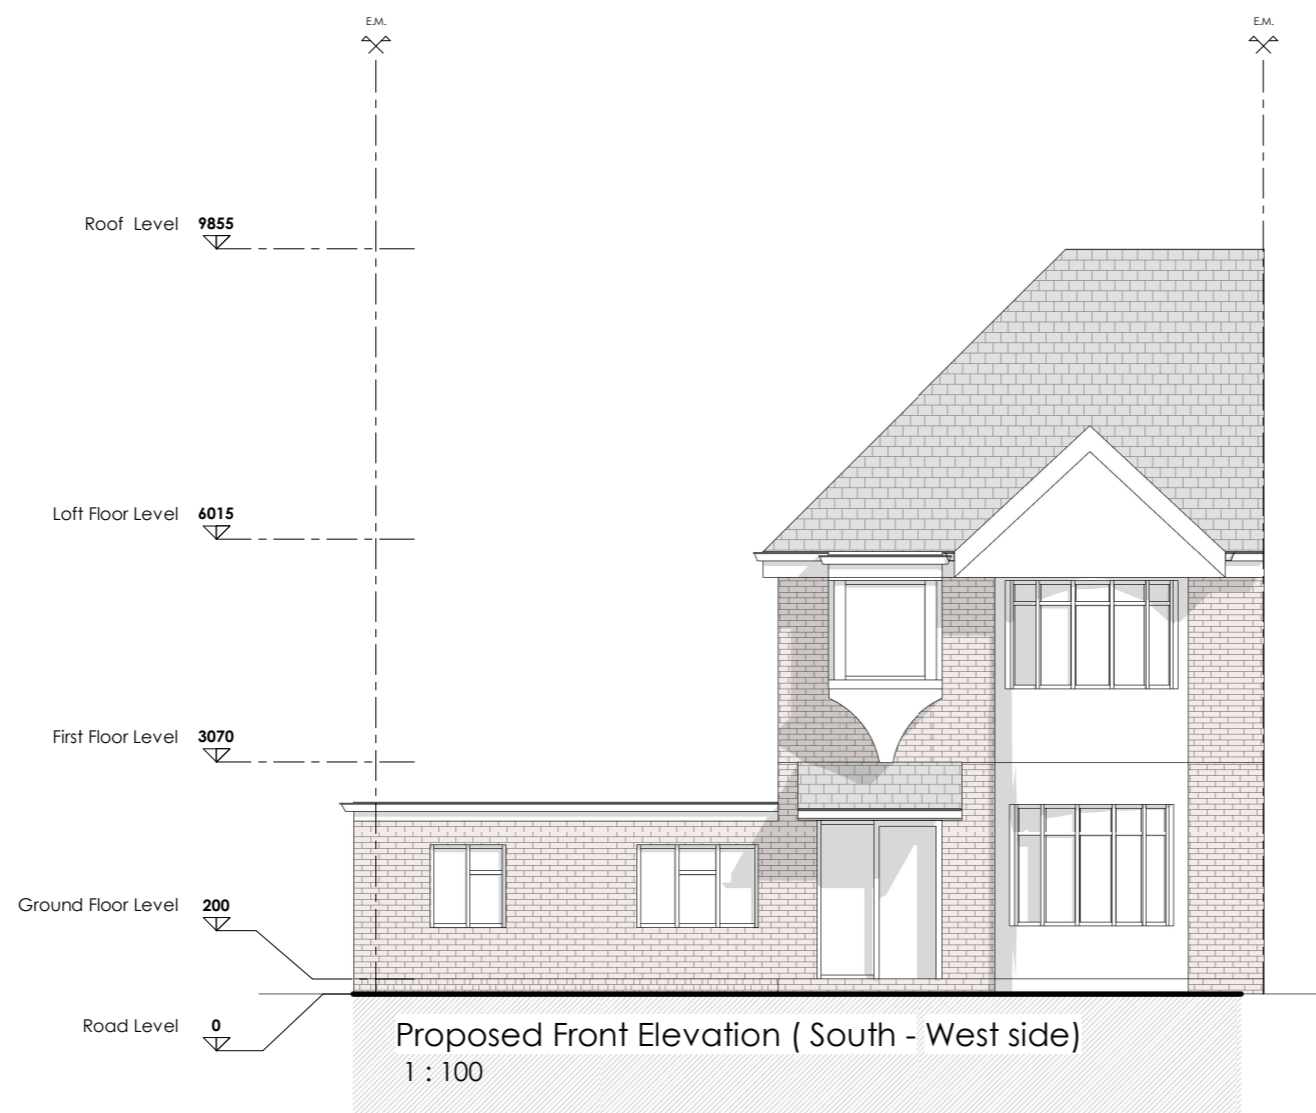 E.M. E.M.
Roof Level 9855
Loft Floor Level 6015
First Floor Level 3070
Ground Floor Level 200
Road Level 0
Proposed Front Elevation ( South - West side)
1 : 100